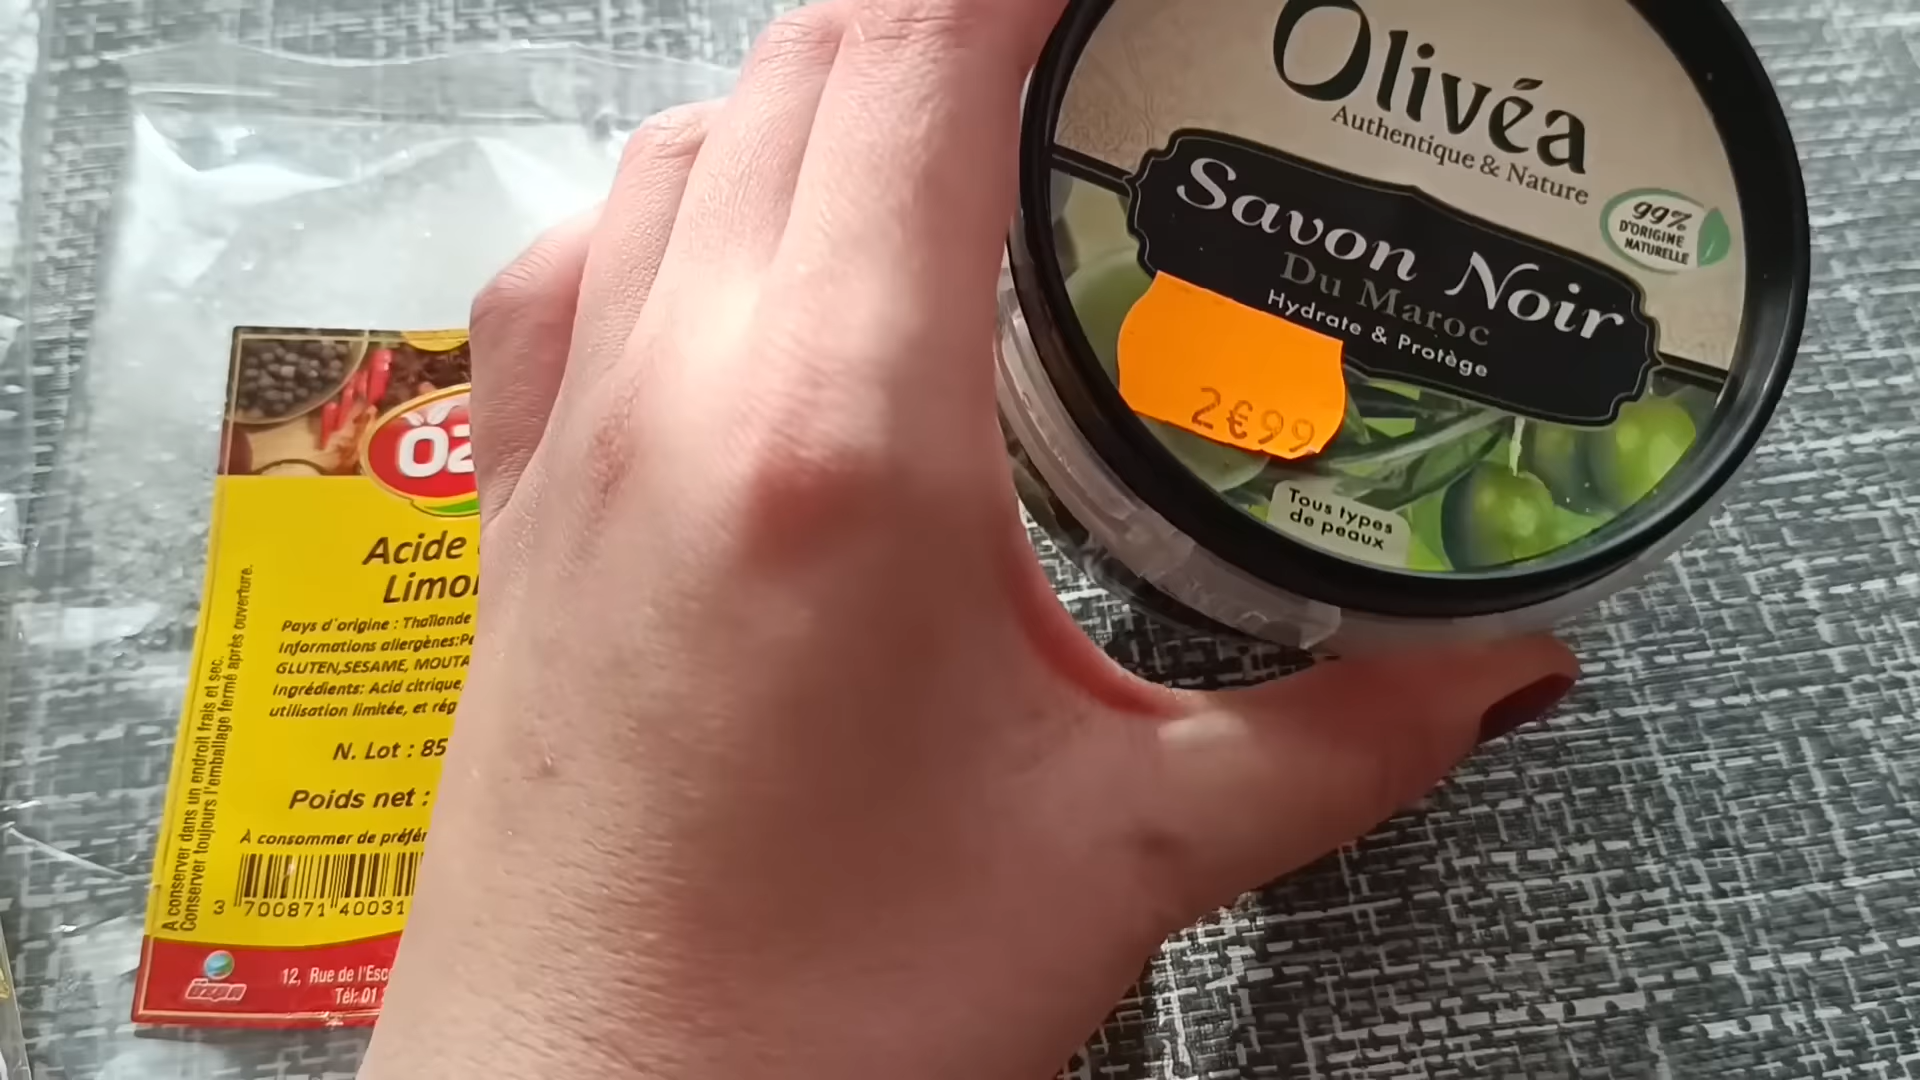 Olivéa
Authentique & Nature
Savon Noir
Du Maroc
Hydrate & Protège
99%
D'ORIGINE
NATURELLE
2€99
Tous types
de peaux
ÖZ
Acide
Limon
Pays d'origine : Thaïlande
Informations allergènes:Pe
GLUTEN,SESAME, MOUTA
Ingrédients: Acid citrique,
utilisation limitée, et rég
N. Lot : 85
Poids net :
À consommer de préfér
3 700871 40031
A conserver dans un endroit frais et sec.
Conserver toujours l'emballage fermé après ouverture.
özpa
12, Rue de l'Esc
Tél: 01